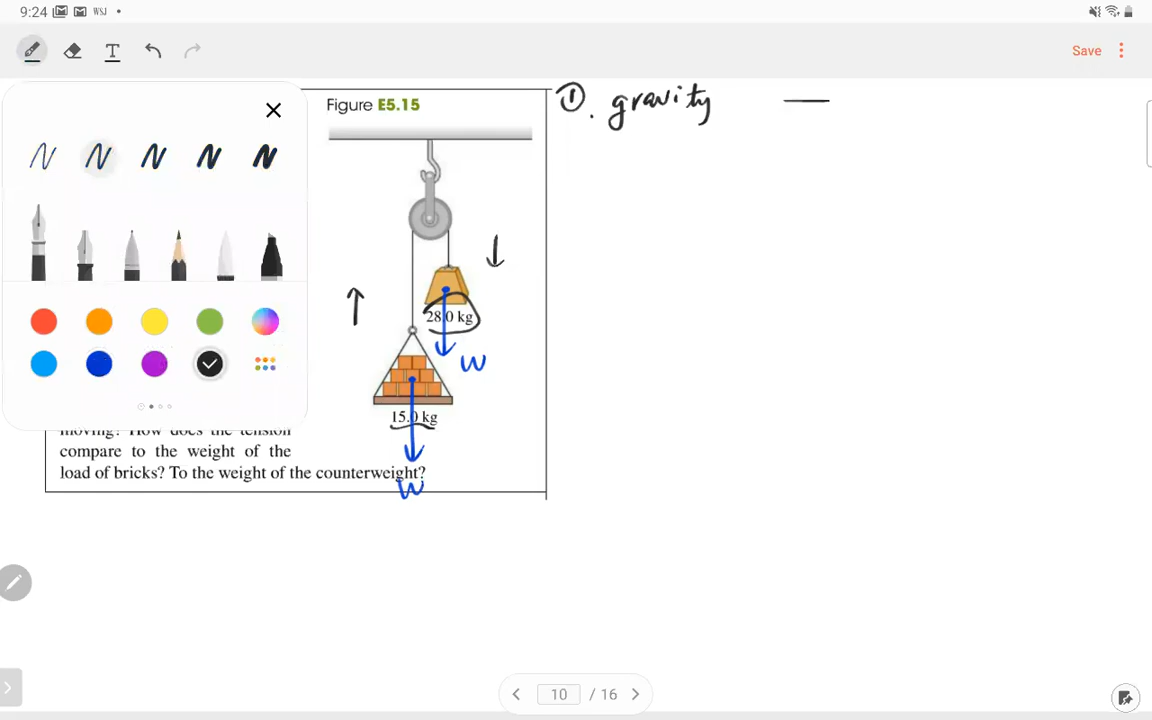 9:24 WSJ
T Save
Figure E5.15
①. gravity —
28.0 kg
W
15.0 kg
moving? How does the tension
compare to the weight of the
load of bricks? To the weight of the counterweight?
W
10 / 16